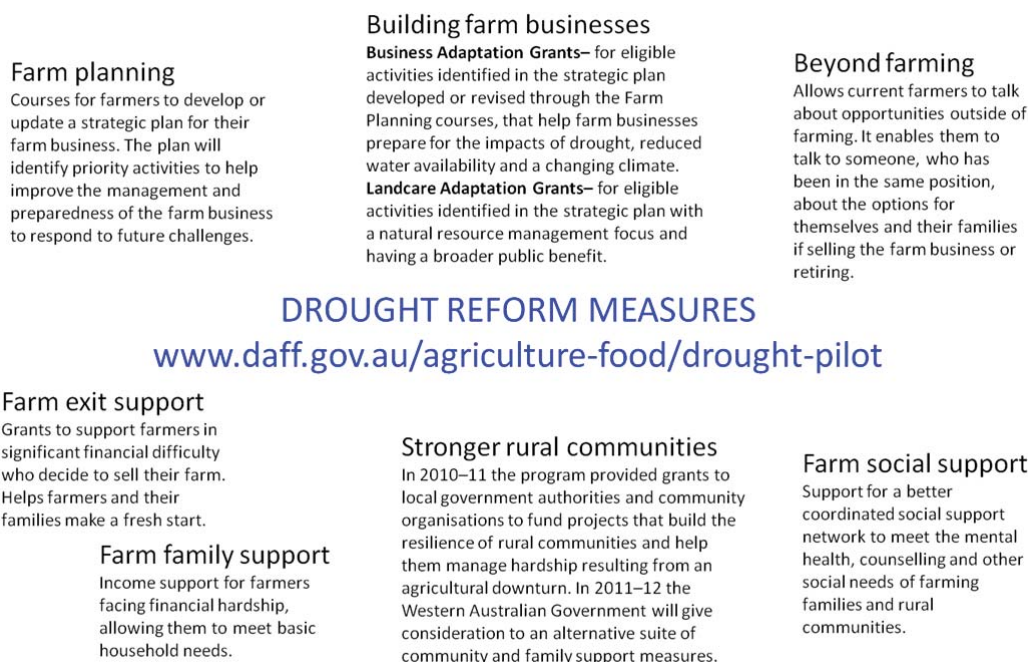 Farm planning
Courses for farmers to develop or
update a strategic plan for their
farm business. The plan will
identify priority activities to help
improve the management and
preparedness of the farm business
to respond to future challenges.
Building farm businesses
Business Adaptation Grants– for eligible
activities identified in the strategic plan
developed or revised through the Farm
Planning courses, that help farm businesses
prepare for the impacts of drought, reduced
water availability and a changing climate.
Landcare Adaptation Grants– for eligible
activities identified in the strategic plan with
a natural resource management focus and
having a broader public benefit.
Beyond farming
Allows current farmers to talk
about opportunities outside of
farming. It enables them to
talk to someone, who has
been in the same position,
about the options for
themselves and their families
if selling the farm business or
retiring.
DROUGHT REFORM MEASURES
www.daff.gov.au/agriculture-food/drought-pilot
Farm exit support
Grants to support farmers in
significant financial difficulty
who decide to sell their farm.
Helps farmers and their
families make a fresh start.
Farm family support
Income support for farmers
facing financial hardship,
allowing them to meet basic
household needs.
Stronger rural communities
In 2010–11 the program provided grants to
local government authorities and community
organisations to fund projects that build the
resilience of rural communities and help
them manage hardship resulting from an
agricultural downturn. In 2011–12 the
Western Australian Government will give
consideration to an alternative suite of
community and family support measures.
Farm social support
Support for a better
coordinated social support
network to meet the mental
health, counselling and other
social needs of farming
families and rural
communities.